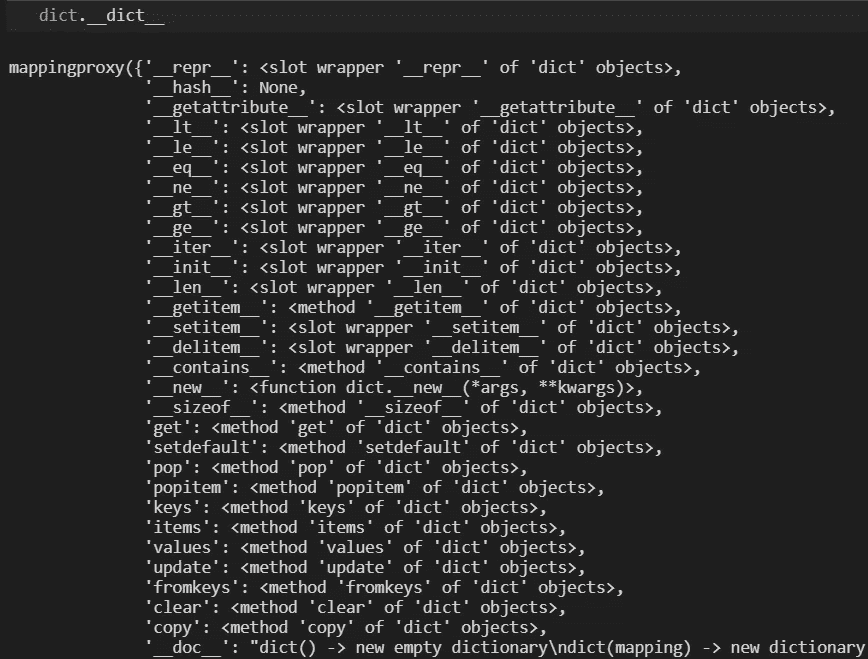 dict.__dict__
mappingproxy({'__repr__': <slot wrapper '__repr__' of 'dict' objects>,
'__hash__': None,
'__getattribute__': <slot wrapper '__getattribute__' of 'dict' objects>,
'__lt__': <slot wrapper '__lt__' of 'dict' objects>,
'__le__': <slot wrapper '__le__' of 'dict' objects>,
'__eq__': <slot wrapper '__eq__' of 'dict' objects>,
'__ne__': <slot wrapper '__ne__' of 'dict' objects>,
'__gt__': <slot wrapper '__gt__' of 'dict' objects>,
'__ge__': <slot wrapper '__ge__' of 'dict' objects>,
'__iter__': <slot wrapper '__iter__' of 'dict' objects>,
'__init__': <slot wrapper '__init__' of 'dict' objects>,
'__len__': <slot wrapper '__len__' of 'dict' objects>,
'__getitem__': <method '__getitem__' of 'dict' objects>,
'__setitem__': <slot wrapper '__setitem__' of 'dict' objects>,
'__delitem__': <slot wrapper '__delitem__' of 'dict' objects>,
'__contains__': <method '__contains__' of 'dict' objects>,
'__new__': <function dict.__new__(*args, **kwargs)>,
'__sizeof__': <method '__sizeof__' of 'dict' objects>,
'get': <method 'get' of 'dict' objects>,
'setdefault': <method 'setdefault' of 'dict' objects>,
'pop': <method 'pop' of 'dict' objects>,
'popitem': <method 'popitem' of 'dict' objects>,
'keys': <method 'keys' of 'dict' objects>,
'items': <method 'items' of 'dict' objects>,
'values': <method 'values' of 'dict' objects>,
'update': <method 'update' of 'dict' objects>,
'fromkeys': <method 'fromkeys' of 'dict' objects>,
'clear': <method 'clear' of 'dict' objects>,
'copy': <method 'copy' of 'dict' objects>,
'__doc__': "dict() -> new empty dictionary\ndict(mapping) -> new dictionary